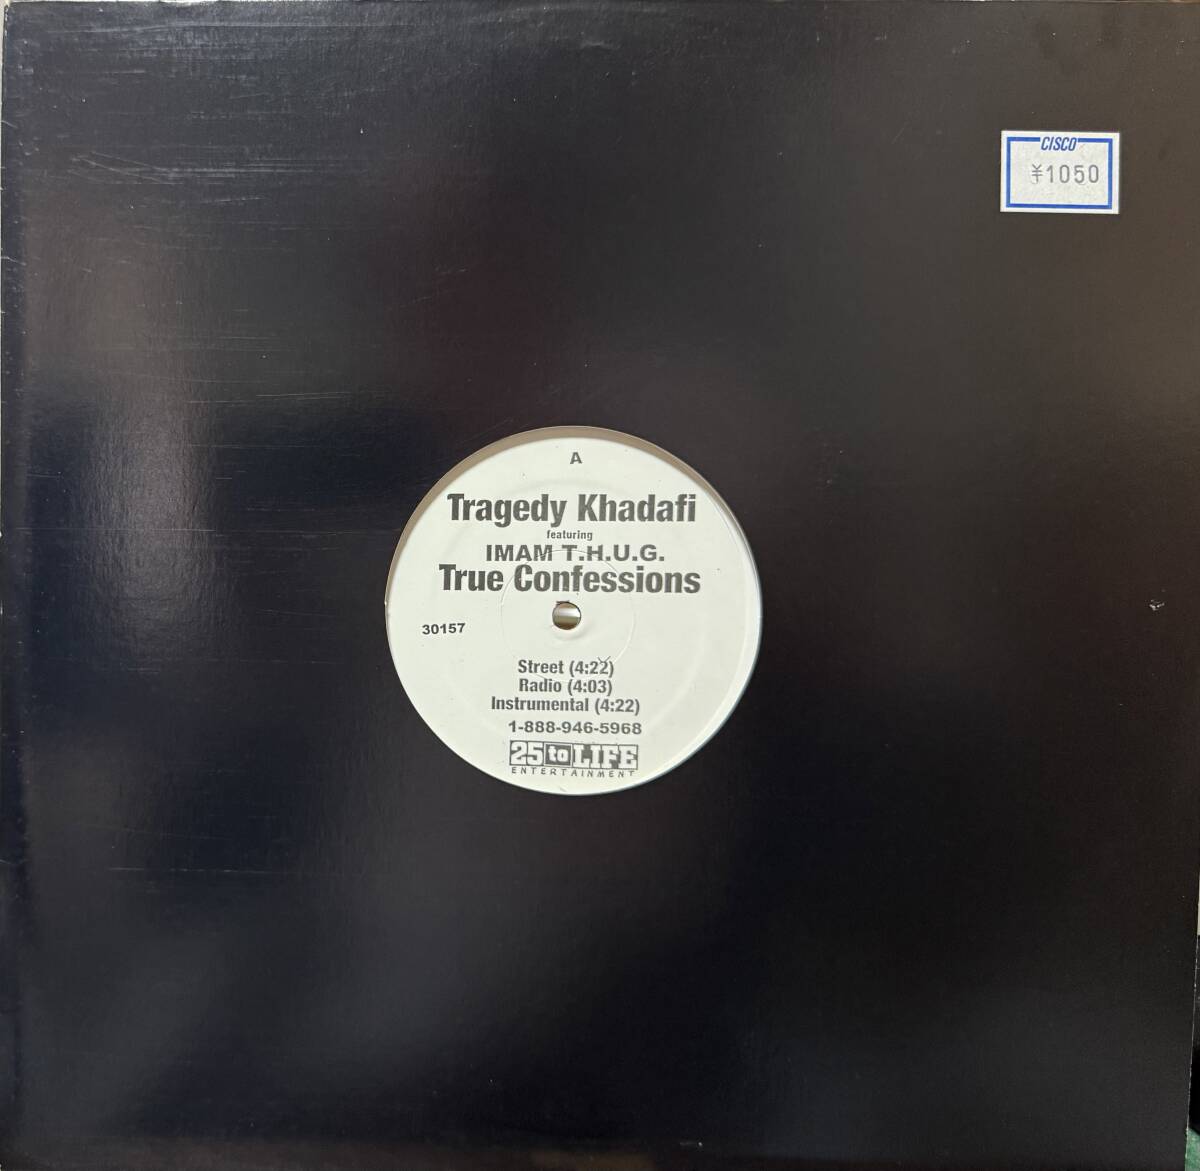 CISCO
¥1050
A
Tragedy Khadafi
featuring
IMAM T.H.U.G.
True Confessions
30157
Street (4:22)
Radio (4:03)
Instrumental (4:22)
1-888-946-5968
25 to LIFE
ENTERTAINMENT